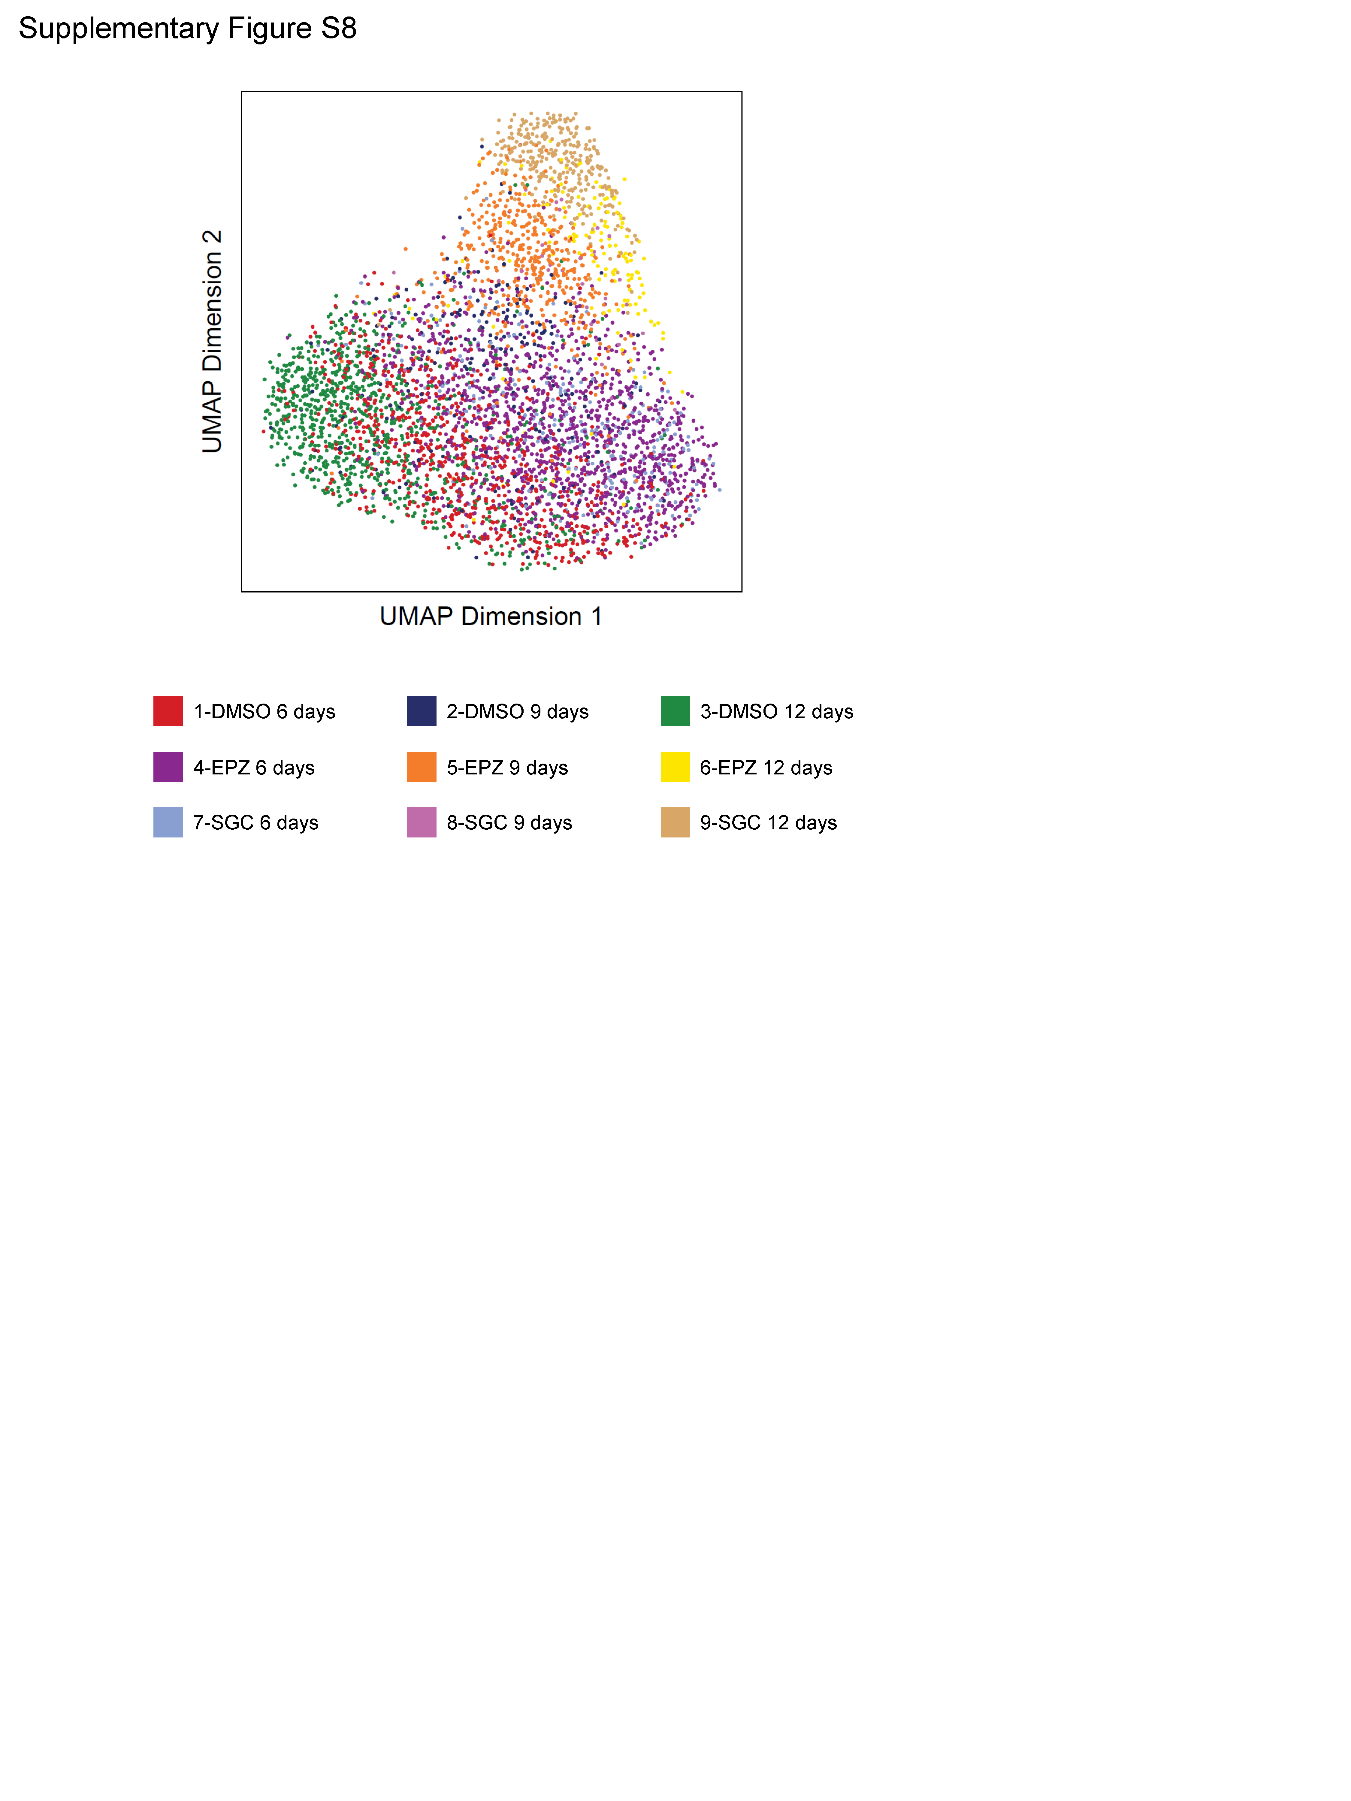 Supplementary Figure S8
UMAP Dimension 2
UMAP Dimension 1
1-DMSO 6 days
2-DMSO 9 days
3-DMSO 12 days
4-EPZ 6 days
5-EPZ 9 days
6-EPZ 12 days
7-SGC 6 days
8-SGC 9 days
9-SGC 12 days